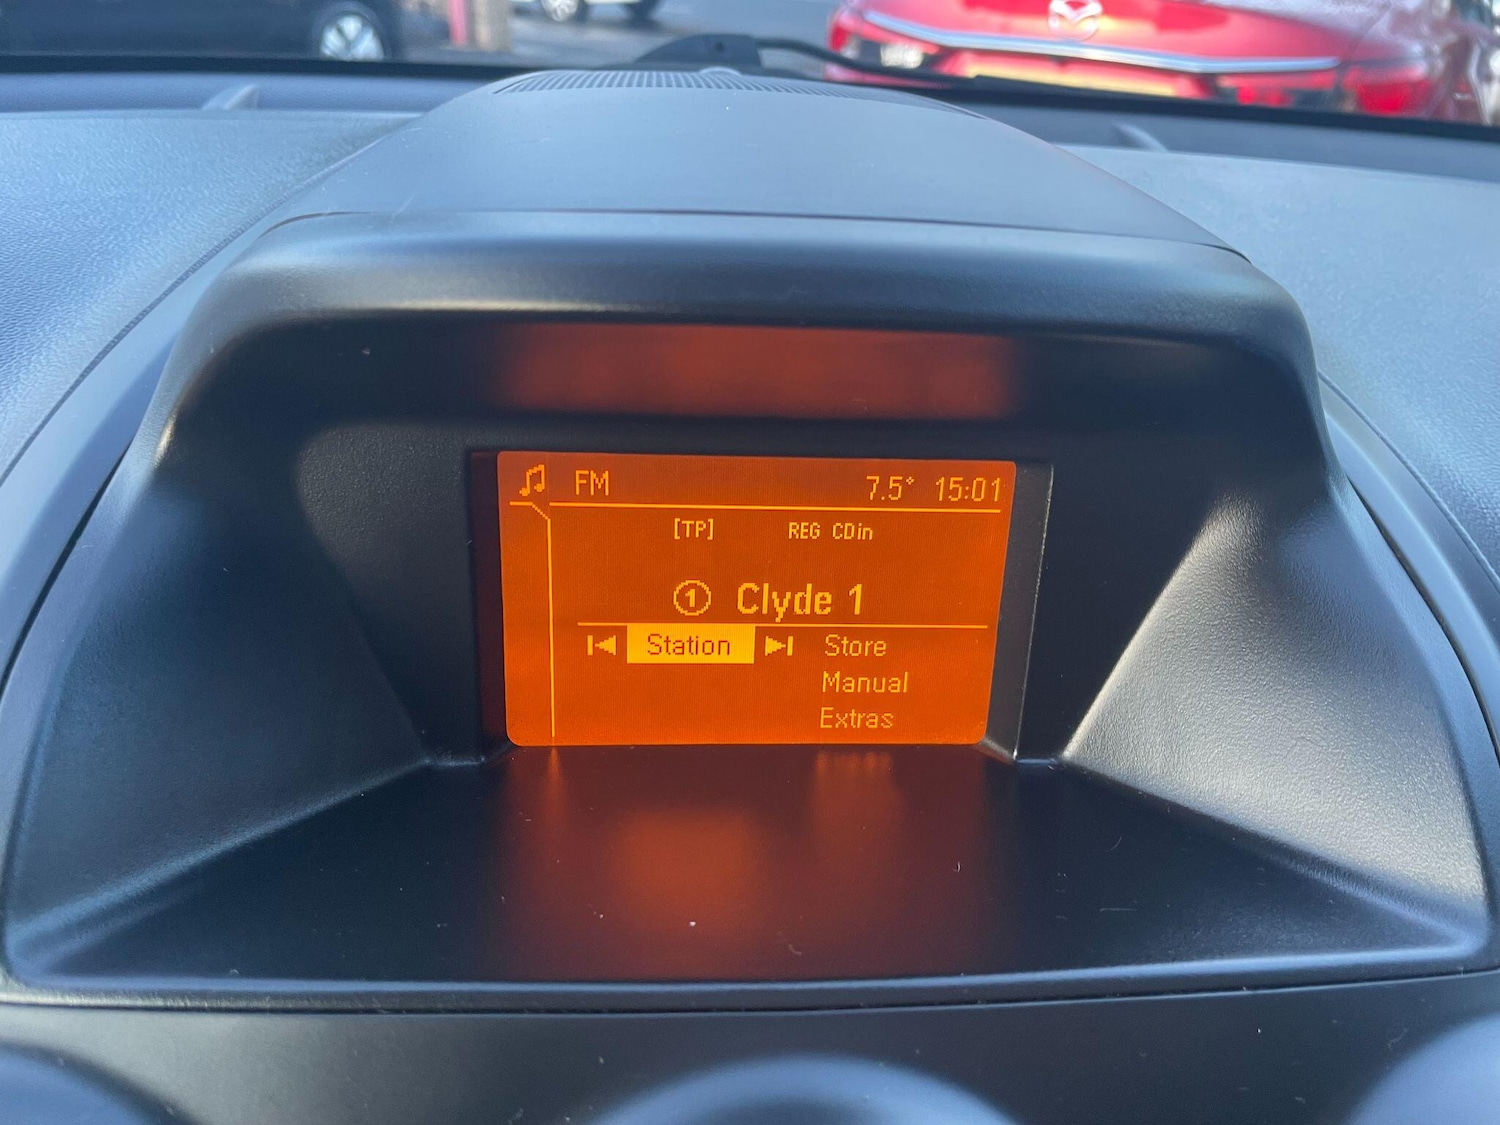 FM 7.5° 15:01
[TP] REG CDin
① Clyde 1
Station Store
Manual
Extras